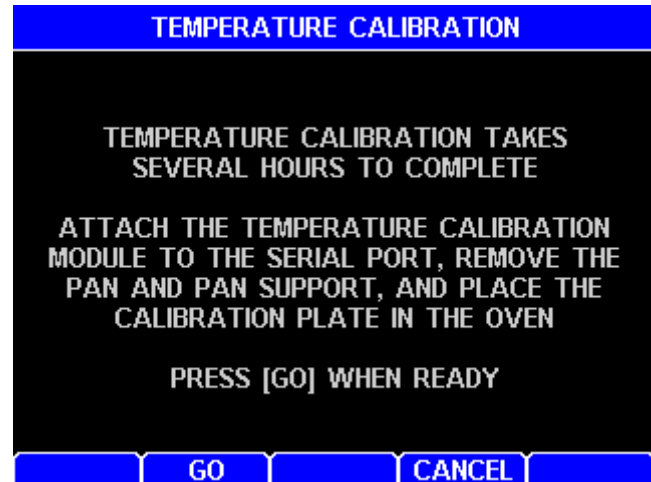 TEMPERATURE CALIBRATION
TEMPERATURE CALIBRATION TAKES
SEVERAL HOURS TO COMPLETE
ATTACH THE TEMPERATURE CALIBRATION
MODULE TO THE SERIAL PORT, REMOVE THE
PAN AND PAN SUPPORT, AND PLACE THE
CALIBRATION PLATE IN THE OVEN
PRESS [GO] WHEN READY
GO CANCEL